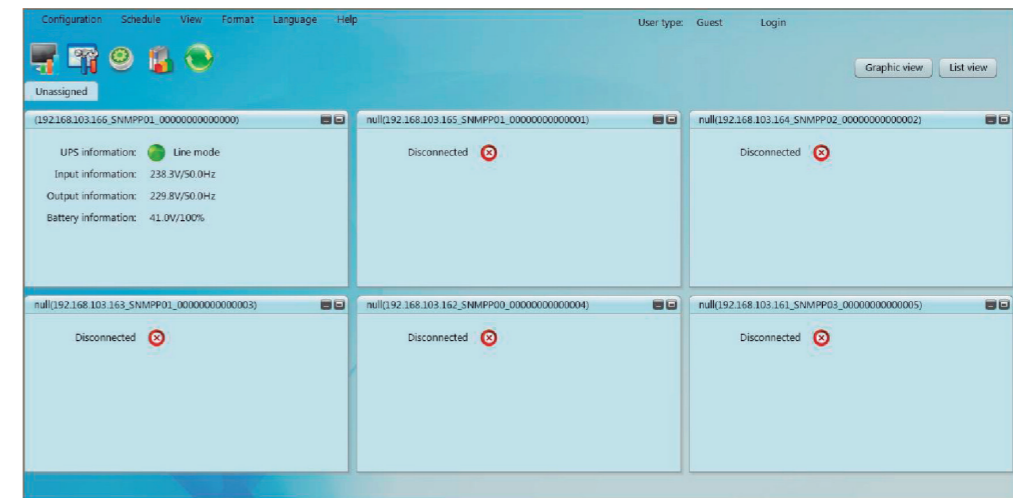 Configuration Schedule View Format Language Help User type: Guest Login
Graphic view List view
Unassigned
(192.168.103.166_SNMPP01_00000000000000) null(192.168.103.165_SNMPP01_00000000000001) null(192.168.103.164_SNMPP02_00000000000002)
UPS information: Line mode Disconnected Disconnected
Input information: 238.3V/50.0Hz
Output information: 229.8V/50.0Hz
Battery information: 41.0V/100%
null(192.168.103.163_SNMPP01_00000000000003) null(192.168.103.162_SNMPP00_00000000000004) null(192.168.103.161_SNMPP03_00000000000005)
Disconnected Disconnected Disconnected